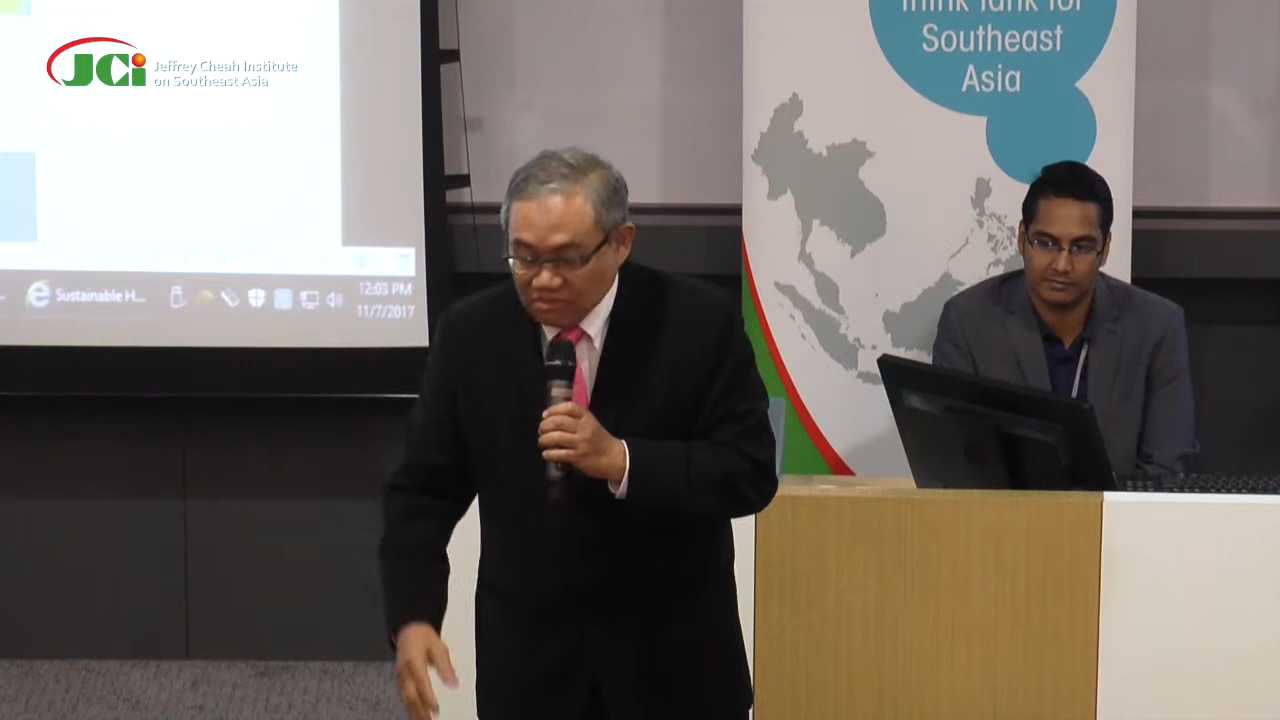 JCi
Jeffrey Cheah Institute
on Southeast Asia
Think Tank for
Southeast
Asia
Sustainable H...
12:03 PM
11/7/2017